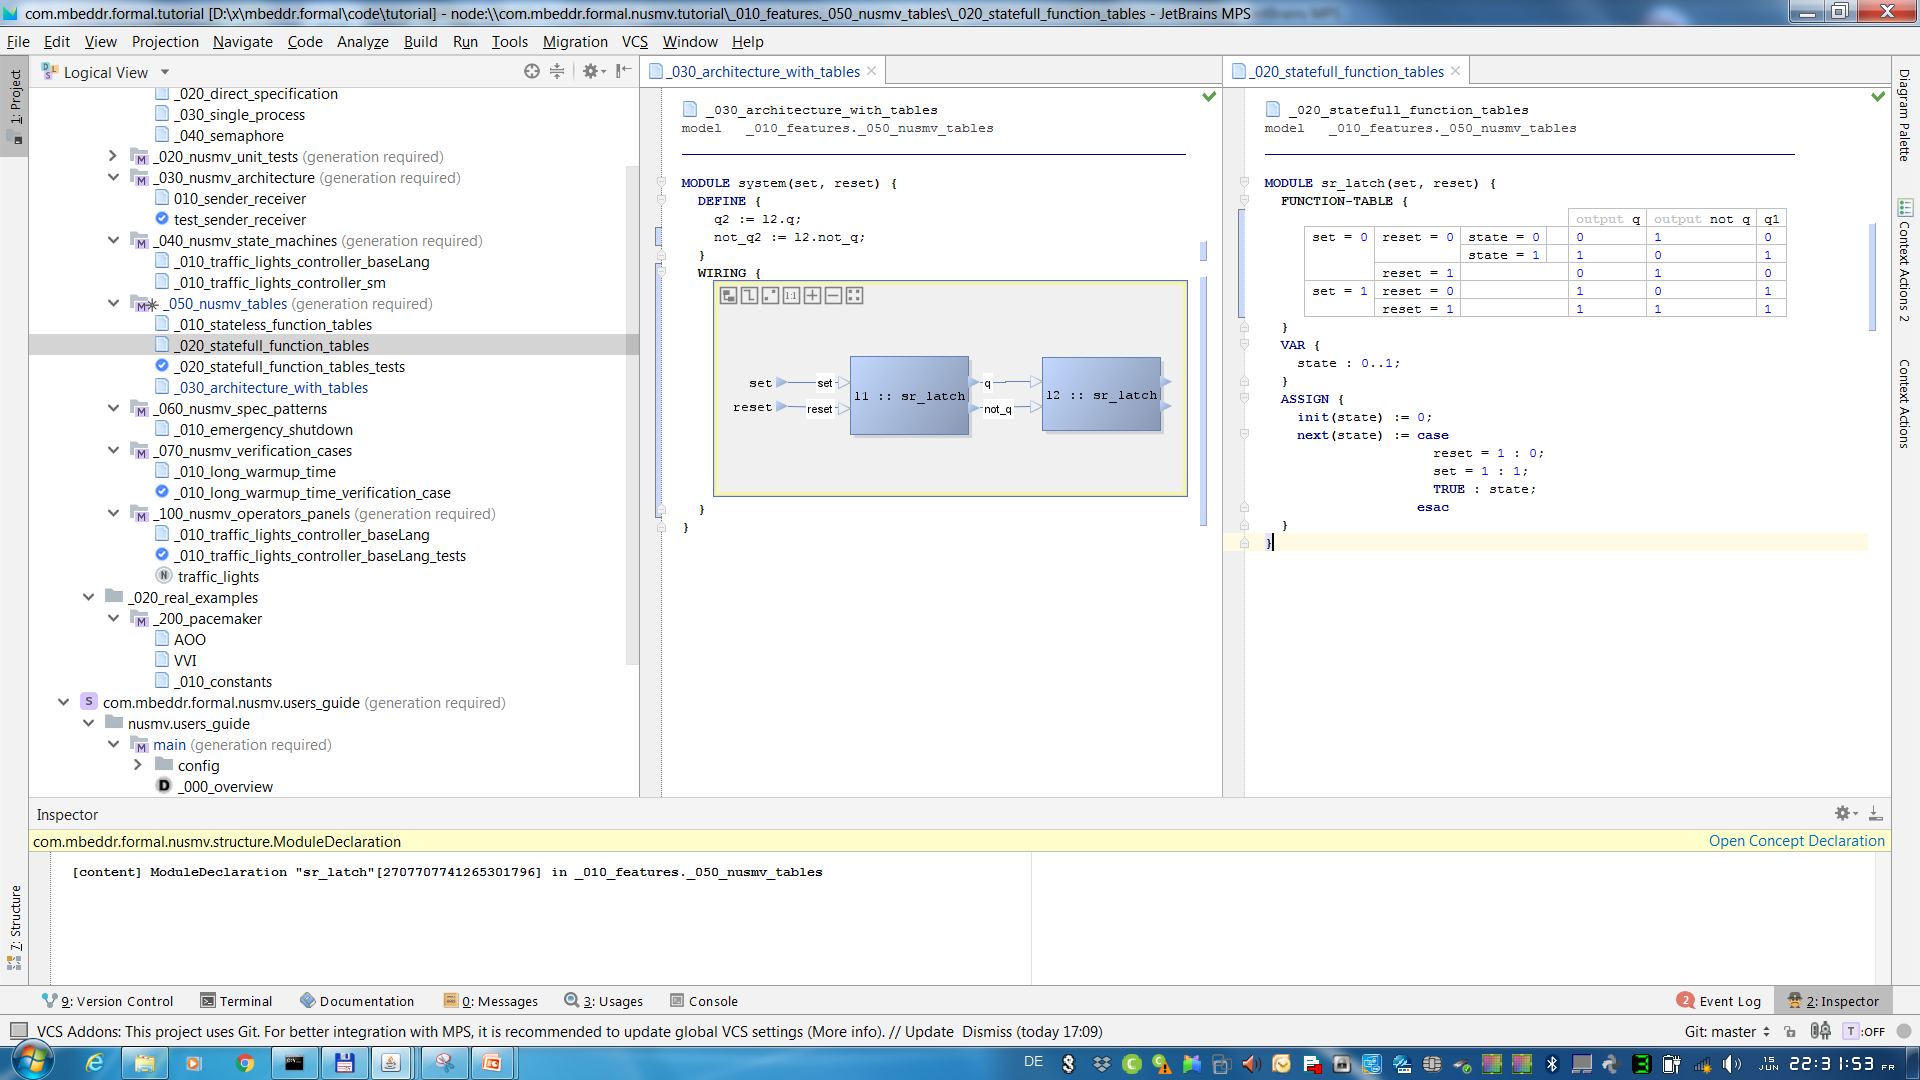 com.mbeddr.formal.tutorial [D:\x\mbeddr.formal\code\tutorial] - node:\\com.mbeddr.formal.nusmv.tutorial\_010_features._050_nusmv_tables\_020_statefull_function_tables - JetBrains MPS
File Edit View Projection Navigate Code Analyze Build Run Tools Migration VCS Window Help
1: Project
Logical View
_020_direct_specification
_030_single_process
_040_semaphore
_020_nusmv_unit_tests (generation required)
_030_nusmv_architecture (generation required)
010_sender_receiver
test_sender_receiver
_040_nusmv_state_machines (generation required)
_010_traffic_lights_controller_baseLang
_010_traffic_lights_controller_sm
_050_nusmv_tables (generation required)
_010_stateless_function_tables
_020_statefull_function_tables
_020_statefull_function_tables_tests
_030_architecture_with_tables
_060_nusmv_spec_patterns
_010_emergency_shutdown
_070_nusmv_verification_cases
_010_long_warmup_time
_010_long_warmup_time_verification_case
_100_nusmv_operators_panels (generation required)
_010_traffic_lights_controller_baseLang
_010_traffic_lights_controller_baseLang_tests
traffic_lights
_020_real_examples
_200_pacemaker
AOO
VVI
_010_constants
com.mbeddr.formal.nusmv.users_guide (generation required)
nusmv.users_guide
main (generation required)
config
_000_overview
_030_architecture_with_tables
_030_architecture_with_tables
model _010_features._050_nusmv_tables
MODULE system(set, reset) {
DEFINE {
q2 := l2.q;
not_q2 := l2.not_q;
}
WIRING {
1:1
set set l1 :: sr_latch q l2 :: sr_latch
reset reset not_q
}
}
_020_statefull_function_tables
_020_statefull_function_tables
model _010_features._050_nusmv_tables
MODULE sr_latch(set, reset) {
FUNCTION-TABLE {
output q output not q q1
set = 0 reset = 0 state = 0 0 1 0
state = 1 1 0 1
reset = 1 0 1 0
set = 1 reset = 0 1 0 1
reset = 1 1 1 1
}
VAR {
state : 0..1;
}
ASSIGN {
init(state) := 0;
next(state) := case
reset = 1 : 0;
set = 1 : 1;
TRUE : state;
esac
}
}
Diagram Palette
Context Actions 2
Context Actions
Inspector
com.mbeddr.formal.nusmv.structure.ModuleDeclaration Open Concept Declaration
[content] ModuleDeclaration "sr_latch"[2707707741265301796] in _010_features._050_nusmv_tables
7: Structure
9: Version Control Terminal Documentation 0: Messages 3: Usages Console 2 Event Log 2: Inspector
VCS Addons: This project uses Git. For better integration with MPS, it is recommended to update global VCS settings (More info). // Update Dismiss (today 17:09) Git: master T :OFF
DE 15 JUN 22:31:53 FR